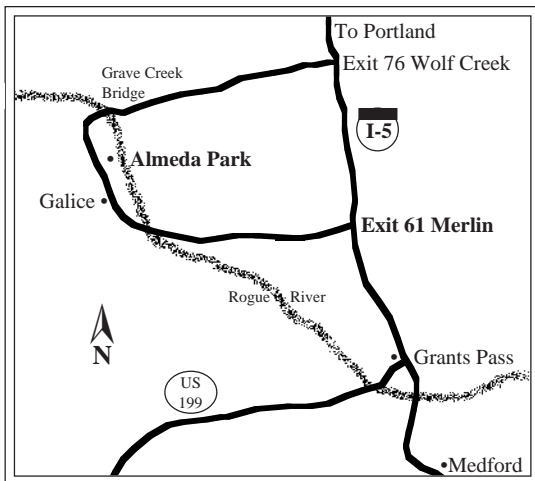 To Portland
Exit 76 Wolf Creek
Grave Creek
Bridge
I-5
Almeda Park
Galice
Exit 61 Merlin
Rogue River
N
Grants Pass
US
199
Medford